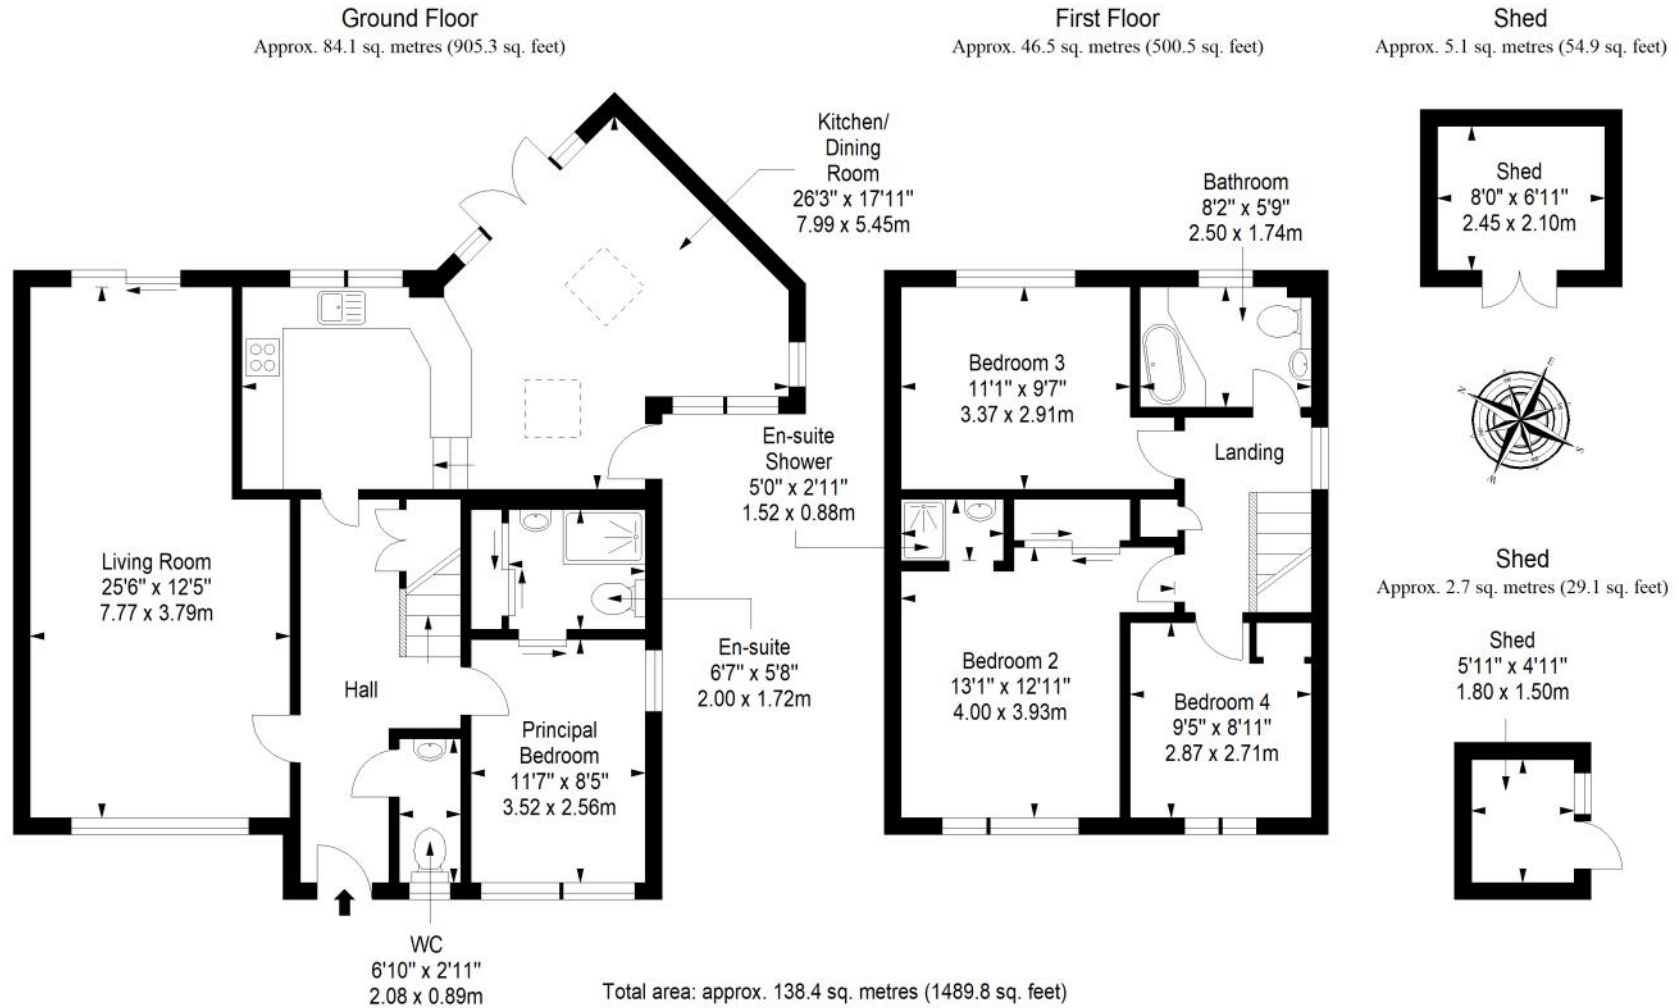 Ground Floor
Approx. 84.1 sq. metres (905.3 sq. feet)
First Floor
Approx. 46.5 sq. metres (500.5 sq. feet)
Shed
Approx. 5.1 sq. metres (54.9 sq. feet)
Kitchen/
Dining
Room
26'3" x 17'11"
7.99 x 5.45m
Bathroom
8'2" x 5'9"
2.50 x 1.74m
Shed
8'0" x 6'11"
2.45 x 2.10m
Bedroom 3
11'1" x 9'7"
3.37 x 2.91m
Landing
E
N
S
W
En-suite
Shower
5'0" x 2'11"
1.52 x 0.88m
Living Room
25'6" x 12'5"
7.77 x 3.79m
Shed
Approx. 2.7 sq. metres (29.1 sq. feet)
En-suite
6'7" x 5'8"
2.00 x 1.72m
Shed
5'11" x 4'11"
1.80 x 1.50m
Hall
Bedroom 2
13'1" x 12'11"
4.00 x 3.93m
Bedroom 4
9'5" x 8'11"
2.87 x 2.71m
Principal
Bedroom
11'7" x 8'5"
3.52 x 2.56m
WC
6'10" x 2'11"
2.08 x 0.89m
Total area: approx. 138.4 sq. metres (1489.8 sq. feet)